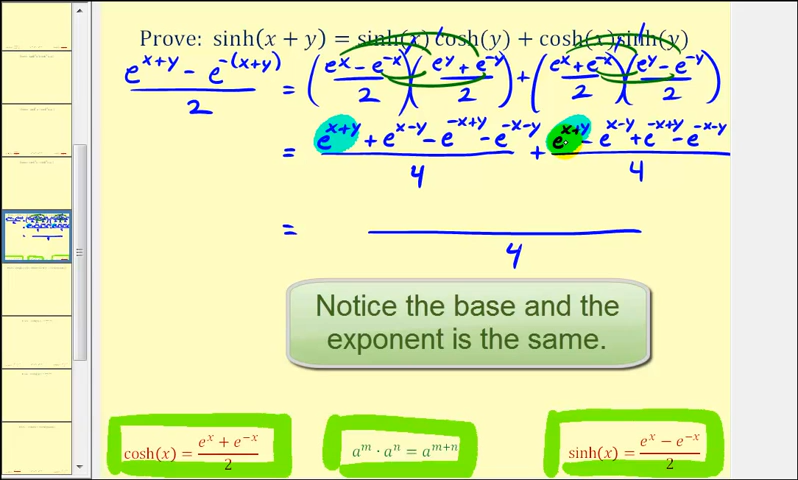 Prove: sinh(x + y) = sinh(x) cosh(y) + cosh(x) sinh(y)
(e^(x+y) − e^(−(x+y)))/2 = ((e^x − e^(−x))/2)((e^y + e^(−y))/2) + ((e^x + e^(−x))/2)((e^y − e^(−y))/2)
= (e^(x+y) + e^(x−y) − e^(−x+y) − e^(−x−y))/4 + (e^(x+y) − e^(x−y) + e^(−x+y) − e^(−x−y))/4
= /4
Notice the base and the
exponent is the same.
cosh(x) = (e^x + e^(−x))/2
a^m · a^n = a^(m+n)
sinh(x) = (e^x − e^(−x))/2